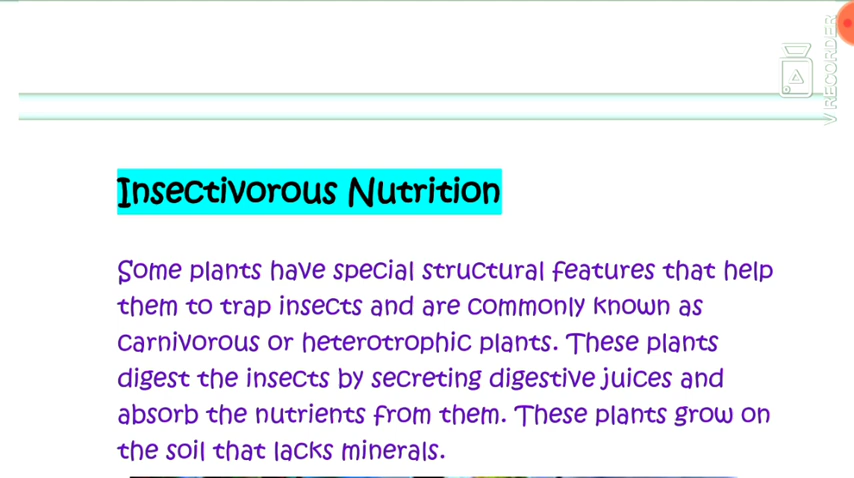 V RECORDER
Insectivorous Nutrition
Some plants have special structural features that help
them to trap insects and are commonly known as
carnivorous or heterotrophic plants. These plants
digest the insects by secreting digestive juices and
absorb the nutrients from them. These plants grow on
the soil that lacks minerals.